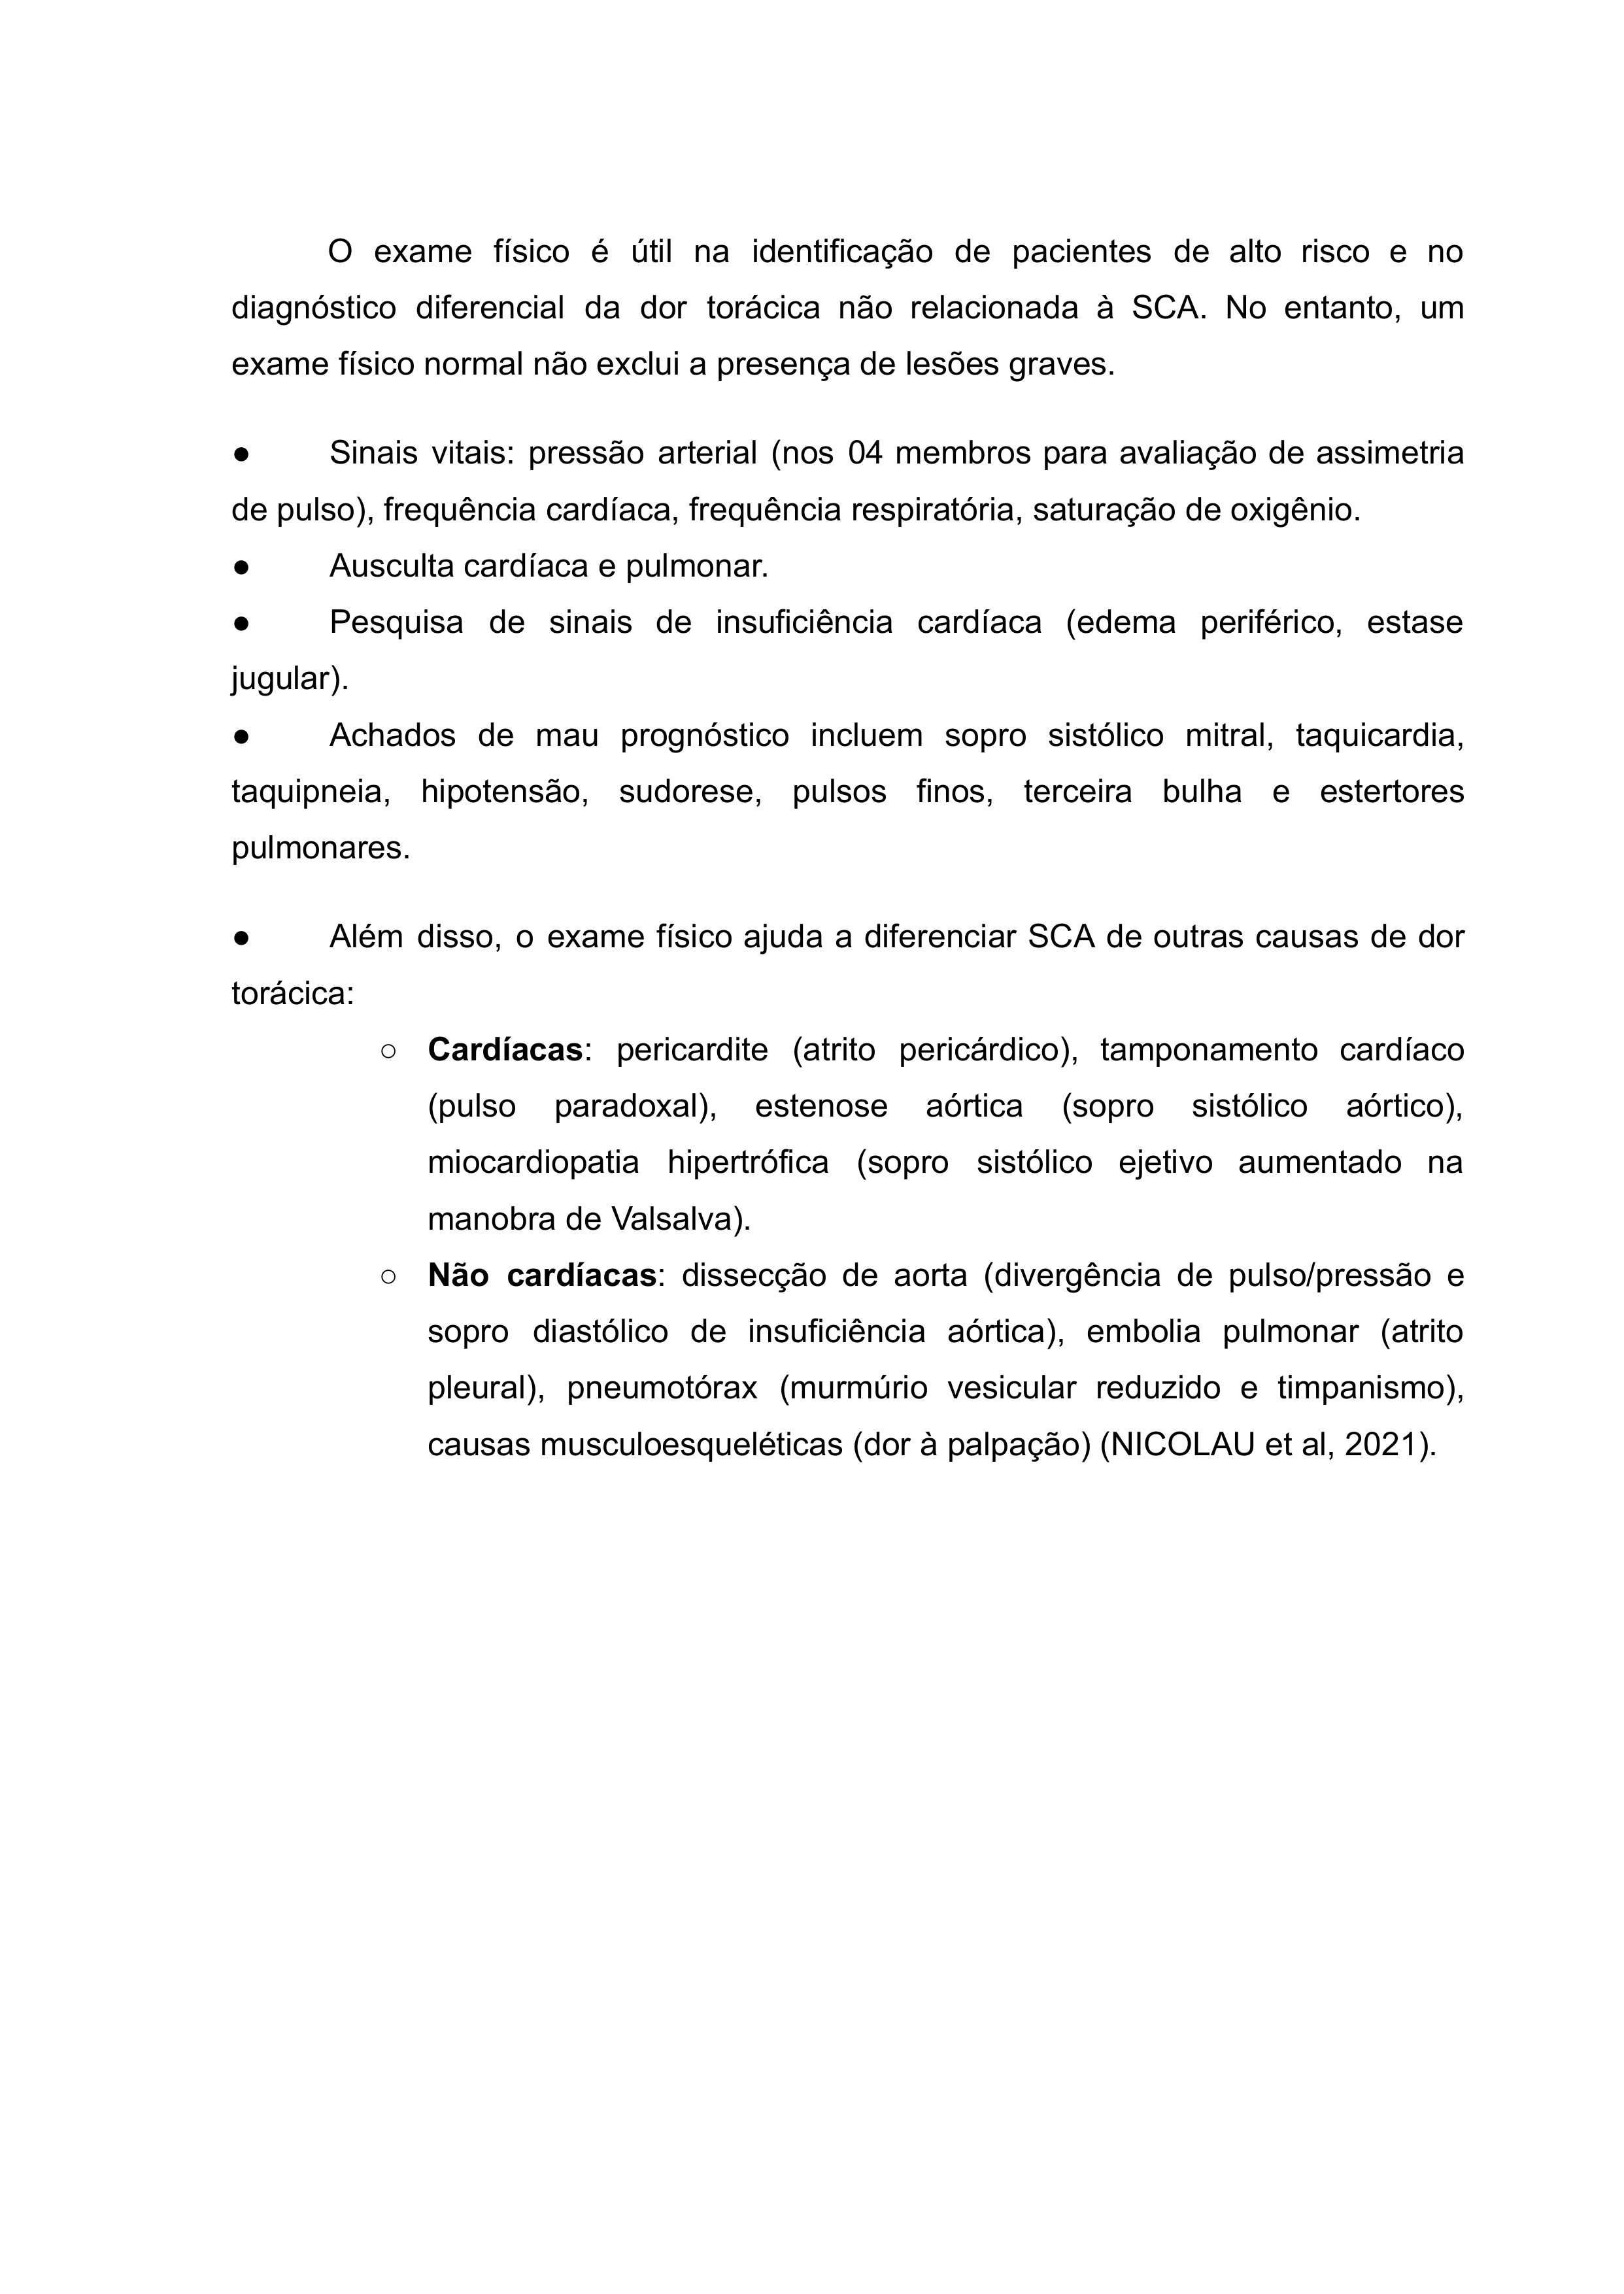 O exame físico é útil na identificação de pacientes de alto risco e no
diagnóstico diferencial da dor torácica não relacionada à SCA. No entanto, um
exame físico normal não exclui a presença de lesões graves.
● Sinais vitais: pressão arterial (nos 04 membros para avaliação de assimetria
de pulso), frequência cardíaca, frequência respiratória, saturação de oxigênio.
● Ausculta cardíaca e pulmonar.
● Pesquisa de sinais de insuficiência cardíaca (edema periférico, estase
jugular).
● Achados de mau prognóstico incluem sopro sistólico mitral, taquicardia,
taquipneia, hipotensão, sudorese, pulsos finos, terceira bulha e estertores
pulmonares.
● Além disso, o exame físico ajuda a diferenciar SCA de outras causas de dor
torácica:
○ Cardíacas: pericardite (atrito pericárdico), tamponamento cardíaco
(pulso paradoxal), estenose aórtica (sopro sistólico aórtico),
miocardiopatia hipertrófica (sopro sistólico ejetivo aumentado na
manobra de Valsalva).
○ Não cardíacas: dissecção de aorta (divergência de pulso/pressão e
sopro diastólico de insuficiência aórtica), embolia pulmonar (atrito
pleural), pneumotórax (murmúrio vesicular reduzido e timpanismo),
causas musculoesqueléticas (dor à palpação) (NICOLAU et al, 2021).